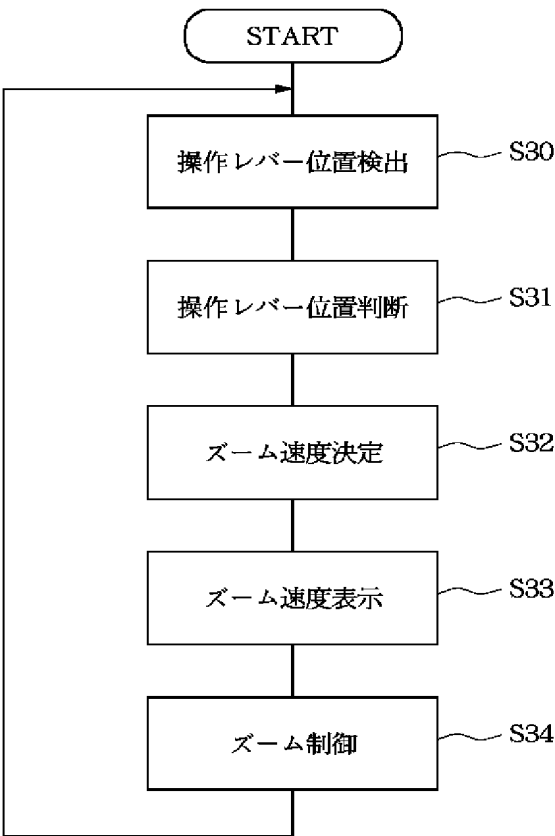 START
操作レバー位置検出
S30
操作レバー位置判断
S31
ズーム速度決定
S32
ズーム速度表示
S33
ズーム制御
S34